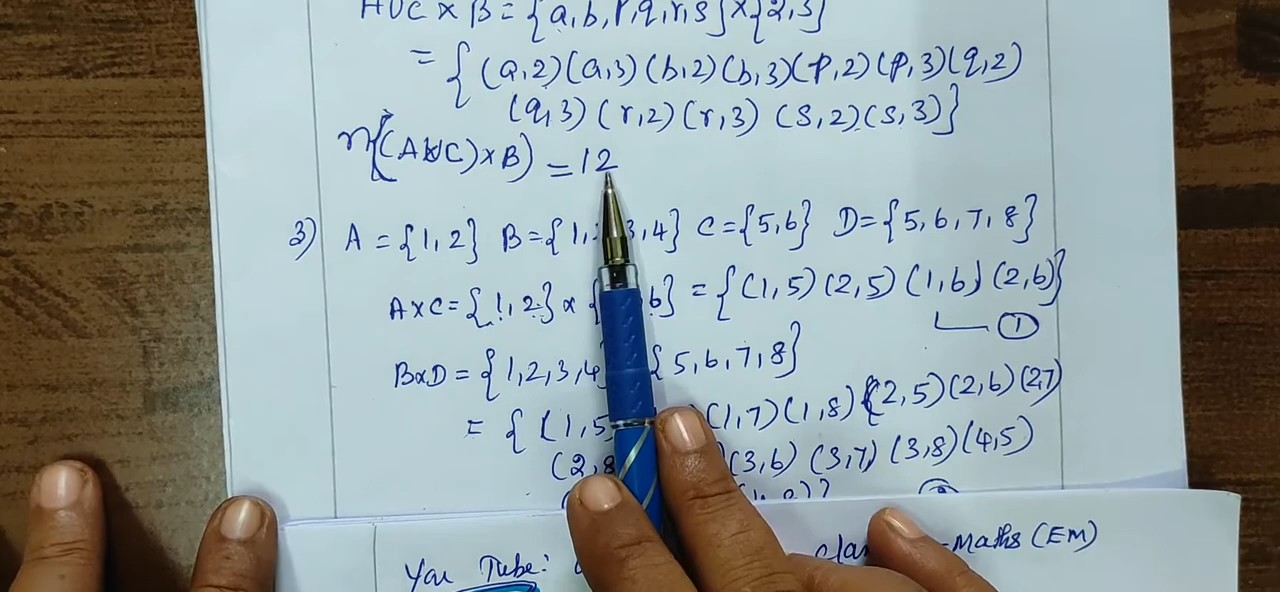 AUC × B = {a,b,p,q,r,s} × {2,3}
= { (a,2) (a,3) (b,2) (b,3) (p,2) (p,3) (q,2)
(q,3) (r,2) (r,3) (s,2) (s,3)}
n((AUC)×B) = 12
3) A = {1,2} B = {1, 3,4} C = {5,6} D = {5,6,7,8}
A×C = {1,2} × { 6} = {(1,5) (2,5) (1,6) (2,6)}
1
B×D = {1,2,3,4 { 5,6,7,8}
= { (1,5 (1,7) (1,8) (2,5) (2,6) (2,7)
(2,8 (3,6) (3,7) (3,8) (4,5)
You Tube: Maths (EM)